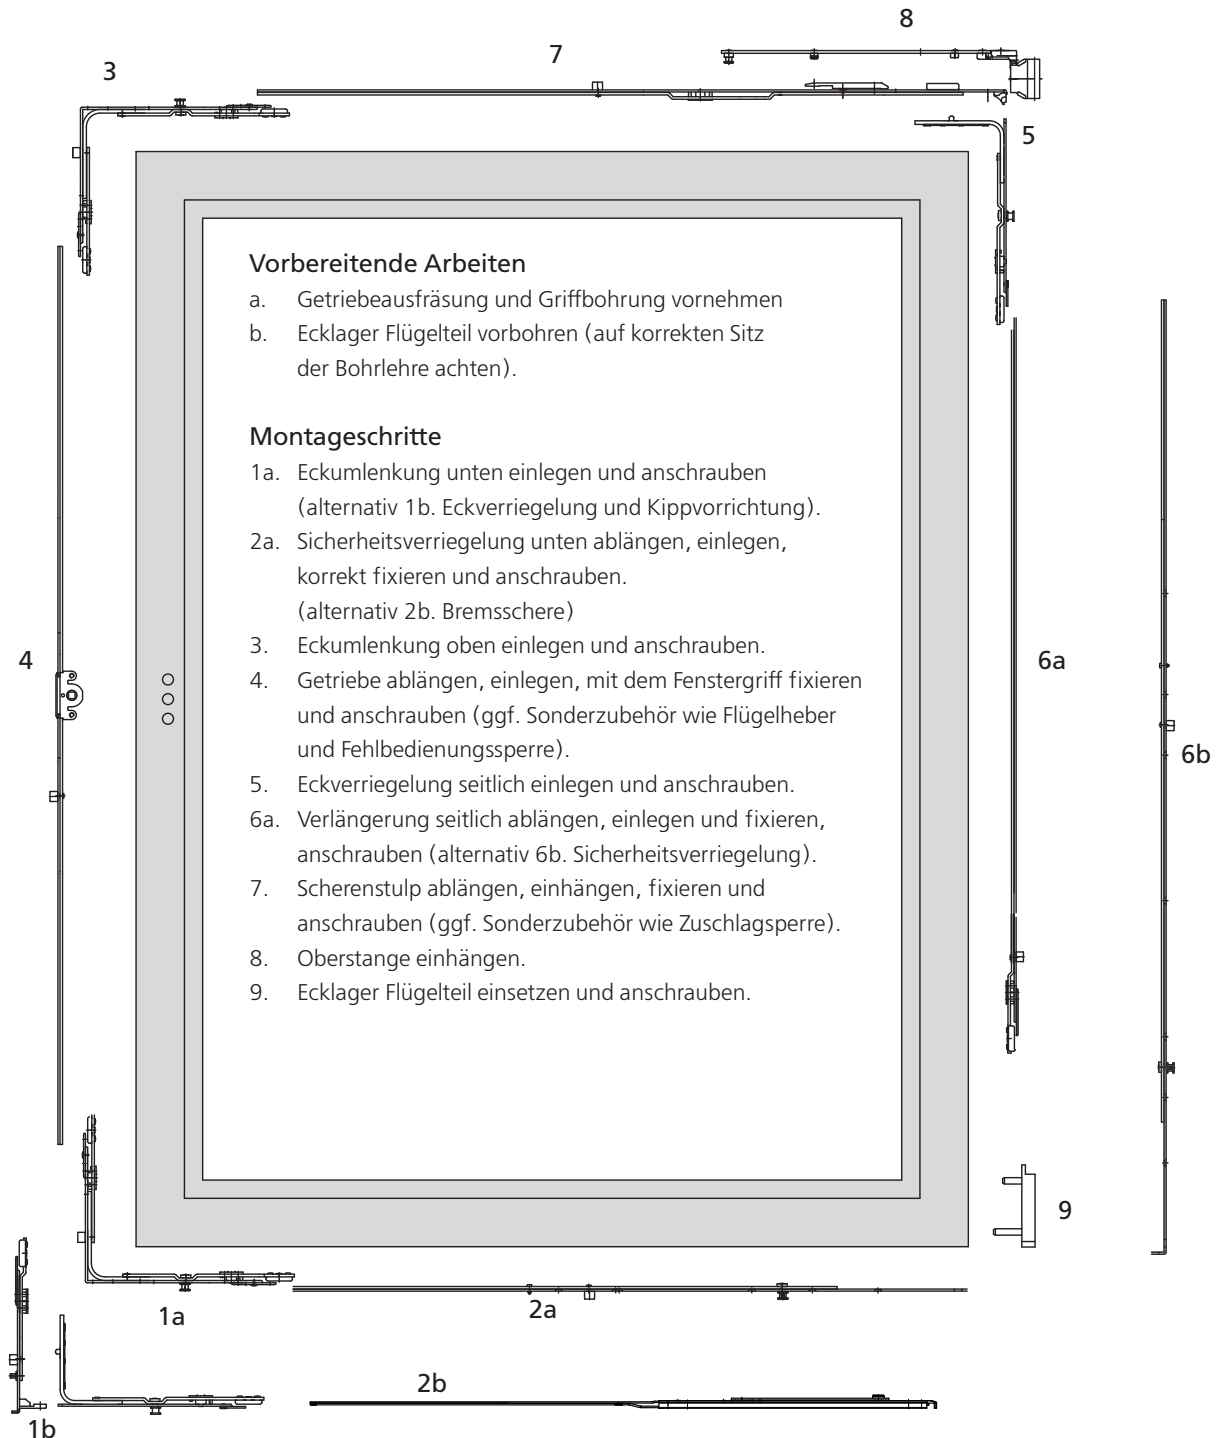 8
7
3
5
Vorbereitende Arbeiten
a. Getriebeausfräsung und Griffbohrung vornehmen
b. Ecklager Flügelteil vorbohren (auf korrekten Sitz
der Bohrlehre achten).
Montageschritte
1a. Eckumlenkung unten einlegen und anschrauben
(alternativ 1b. Eckverriegelung und Kippvorrichtung).
2a. Sicherheitsverriegelung unten ablängen, einlegen,
korrekt fixieren und anschrauben.
(alternativ 2b. Bremsschere)
3. Eckumlenkung oben einlegen und anschrauben.
4. Getriebe ablängen, einlegen, mit dem Fenstergriff fixieren
und anschrauben (ggf. Sonderzubehör wie Flügelheber
und Fehlbedienungssperre).
5. Eckverriegelung seitlich einlegen und anschrauben.
6a. Verlängerung seitlich ablängen, einlegen und fixieren,
anschrauben (alternativ 6b. Sicherheitsverriegelung).
7. Scherenstulp ablängen, einhängen, fixieren und
anschrauben (ggf. Sonderzubehör wie Zuschlagsperre).
8. Oberstange einhängen.
9. Ecklager Flügelteil einsetzen und anschrauben.
4
6a
6b
9
1a
2a
2b
1b